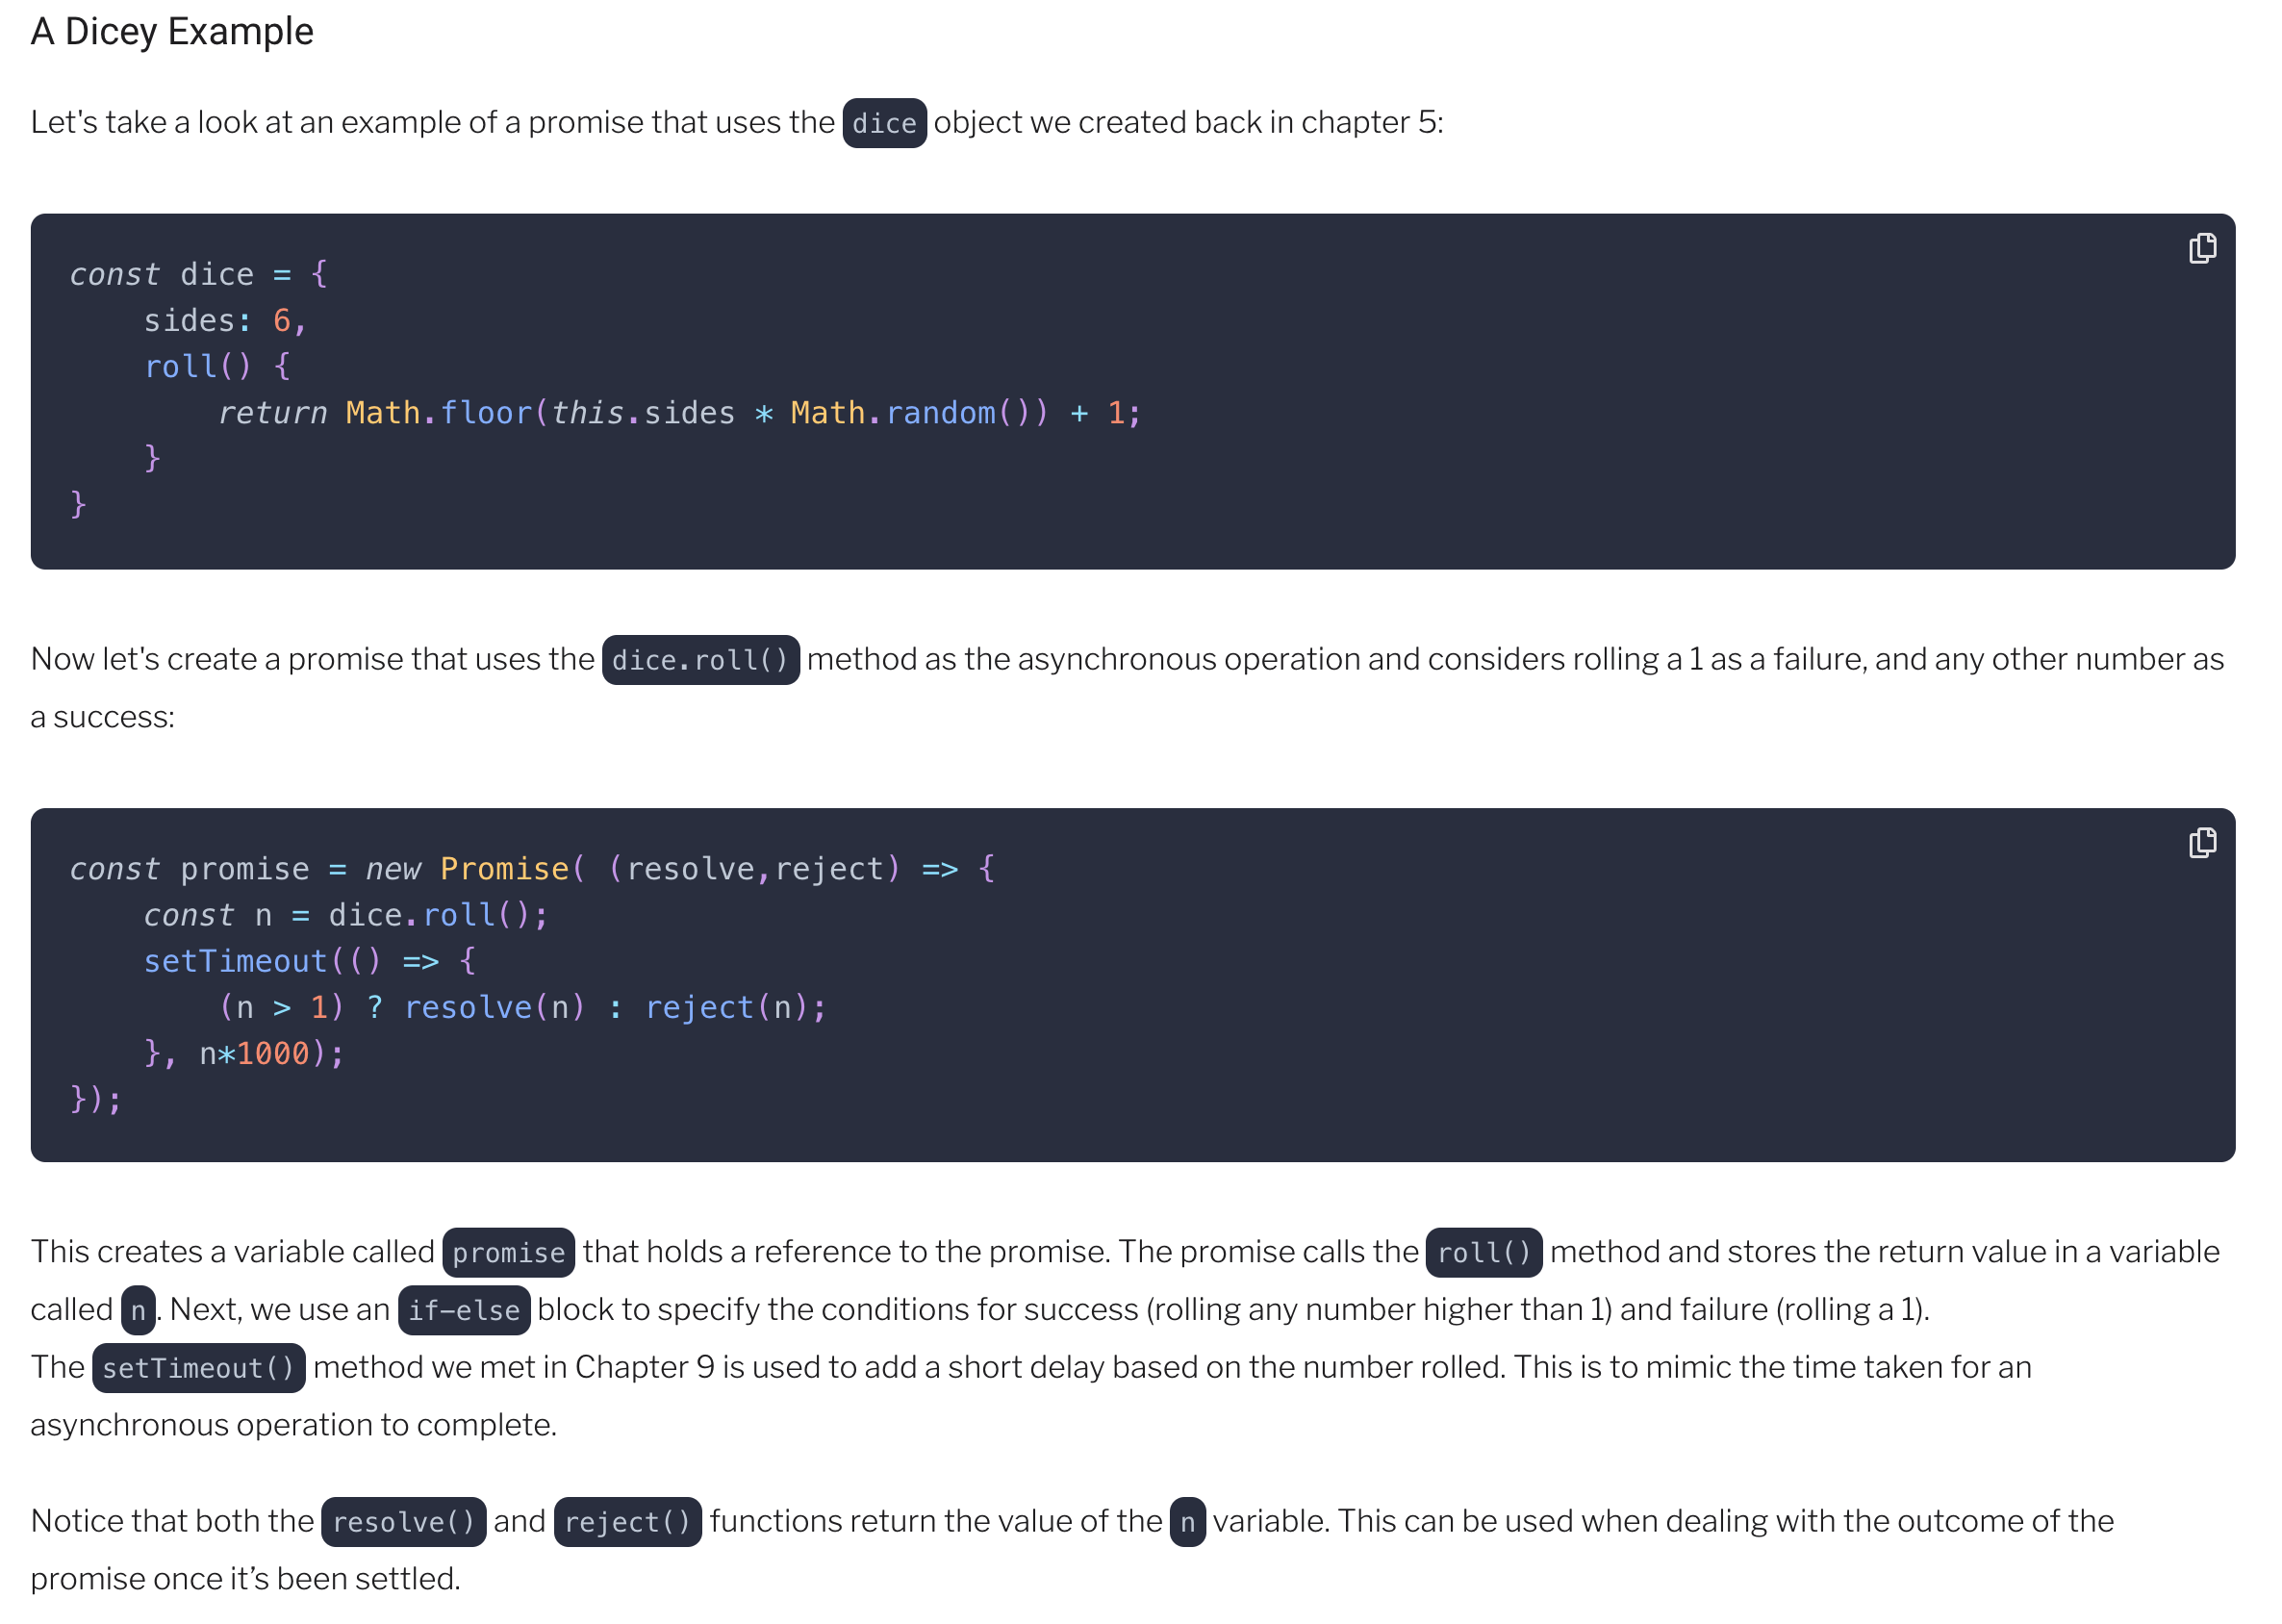 A Dicey Example
Let's take a look at an example of a promise that uses the dice object we created back in chapter 5:
const dice = {
    sides: 6,
    roll() {
        return Math.floor(this.sides * Math.random()) + 1;
    }
}
Now let's create a promise that uses the dice.roll() method as the asynchronous operation and considers rolling a 1 as a failure, and any other number as
a success:
const promise = new Promise( (resolve,reject) => {
    const n = dice.roll();
    setTimeout(() => {
        (n > 1) ? resolve(n) : reject(n);
    }, n*1000);
});
This creates a variable called promise that holds a reference to the promise. The promise calls the roll() method and stores the return value in a variable
called n. Next, we use an if-else block to specify the conditions for success (rolling any number higher than 1) and failure (rolling a 1).
The setTimeout() method we met in Chapter 9 is used to add a short delay based on the number rolled. This is to mimic the time taken for an
asynchronous operation to complete.
Notice that both the resolve() and reject() functions return the value of the n variable. This can be used when dealing with the outcome of the
promise once it’s been settled.